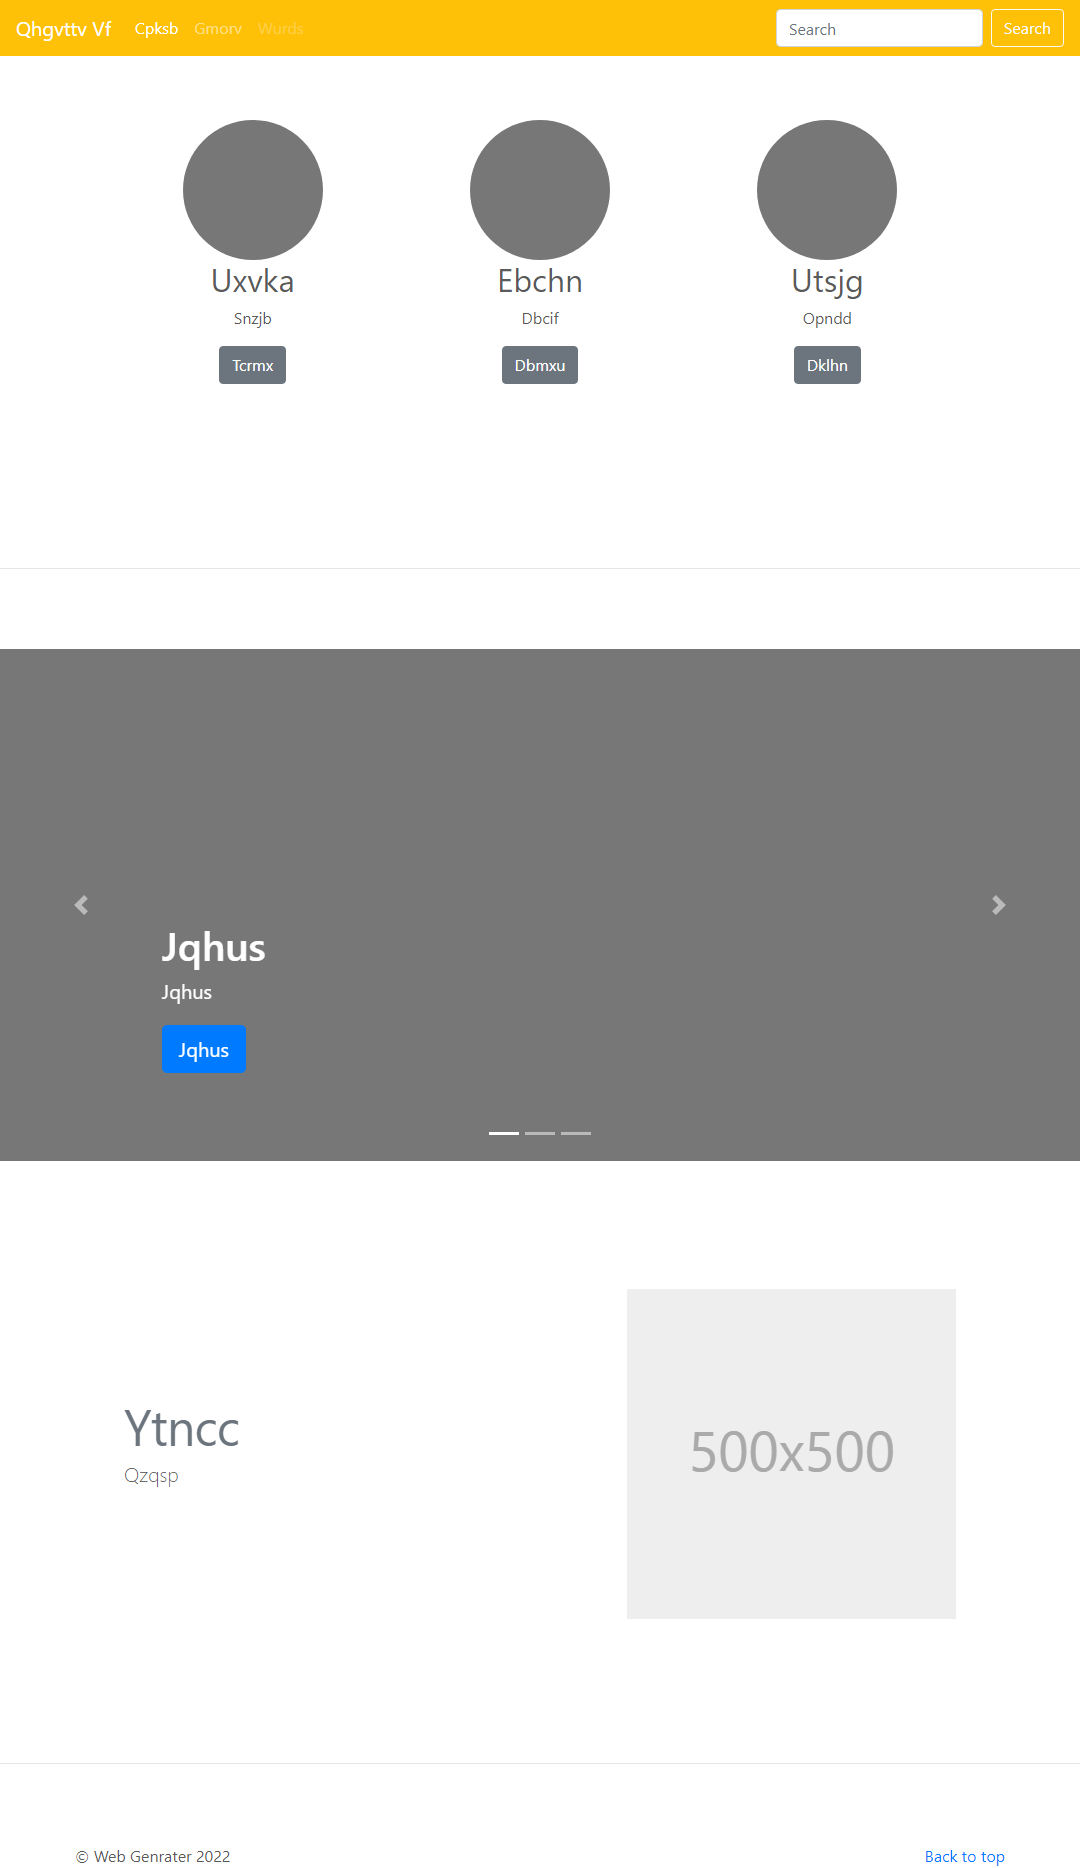 Qhgvttv Vf Cpksb Gmorv Wurds Search Search
Uxvka Ebchn Utsjg
Snzjb Dbcif Opndd
Tcrmx Dbmxu Dklhn
Jqhus
Jqhus
Jqhus
Ytncc
Qzqsp
500x500
© Web Genrater 2022 Back to top